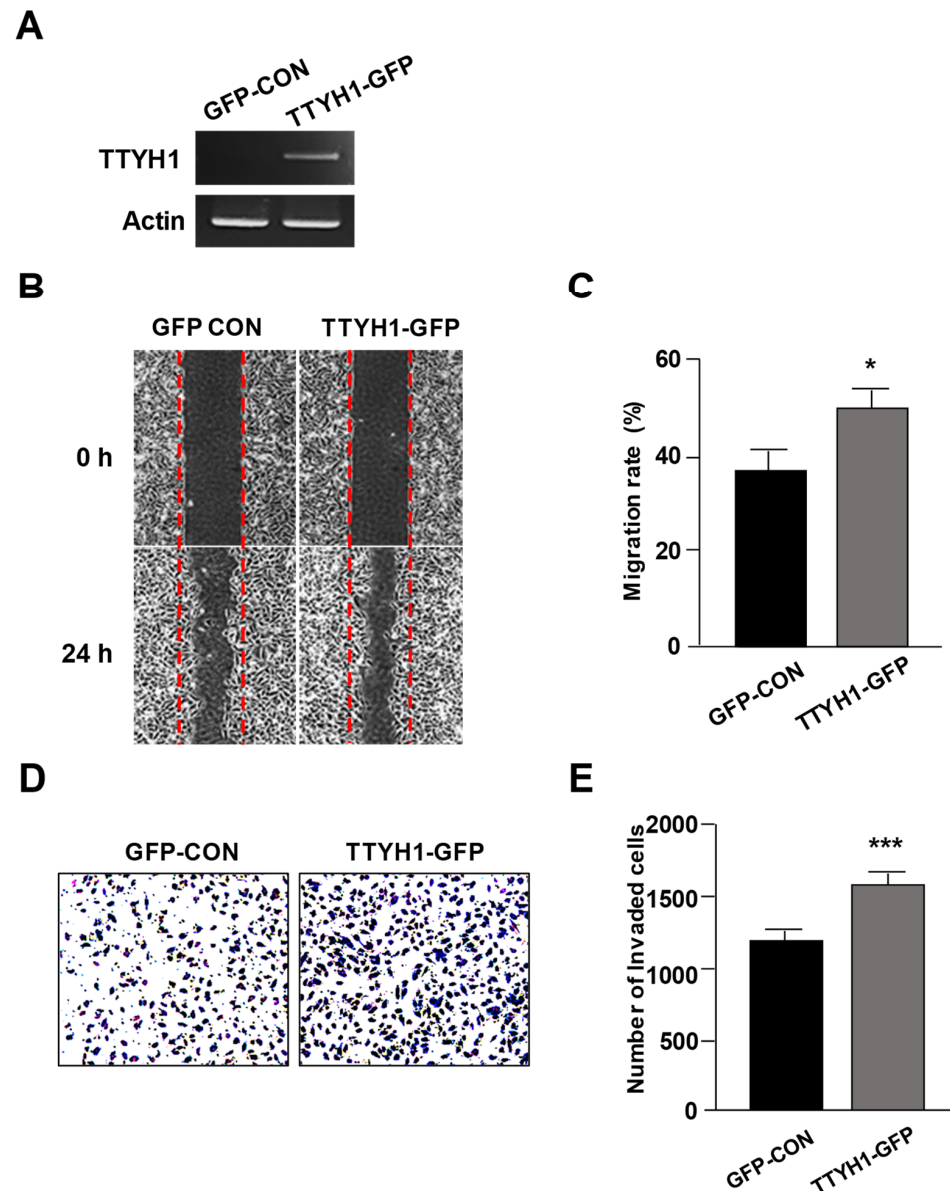 A
GFP-CON
TTYH1-GFP
TTYH1
Actin
B
GFP CON
TTYH1-GFP
0 h
24 h
C
Migration rate (%)
60
40
20
0
*
GFP-CON
TTYH1-GFP
D
GFP-CON
TTYH1-GFP
E
Number of Invaded cells
2000
1500
1000
500
0
***
GFP-CON
TTYH1-GFP